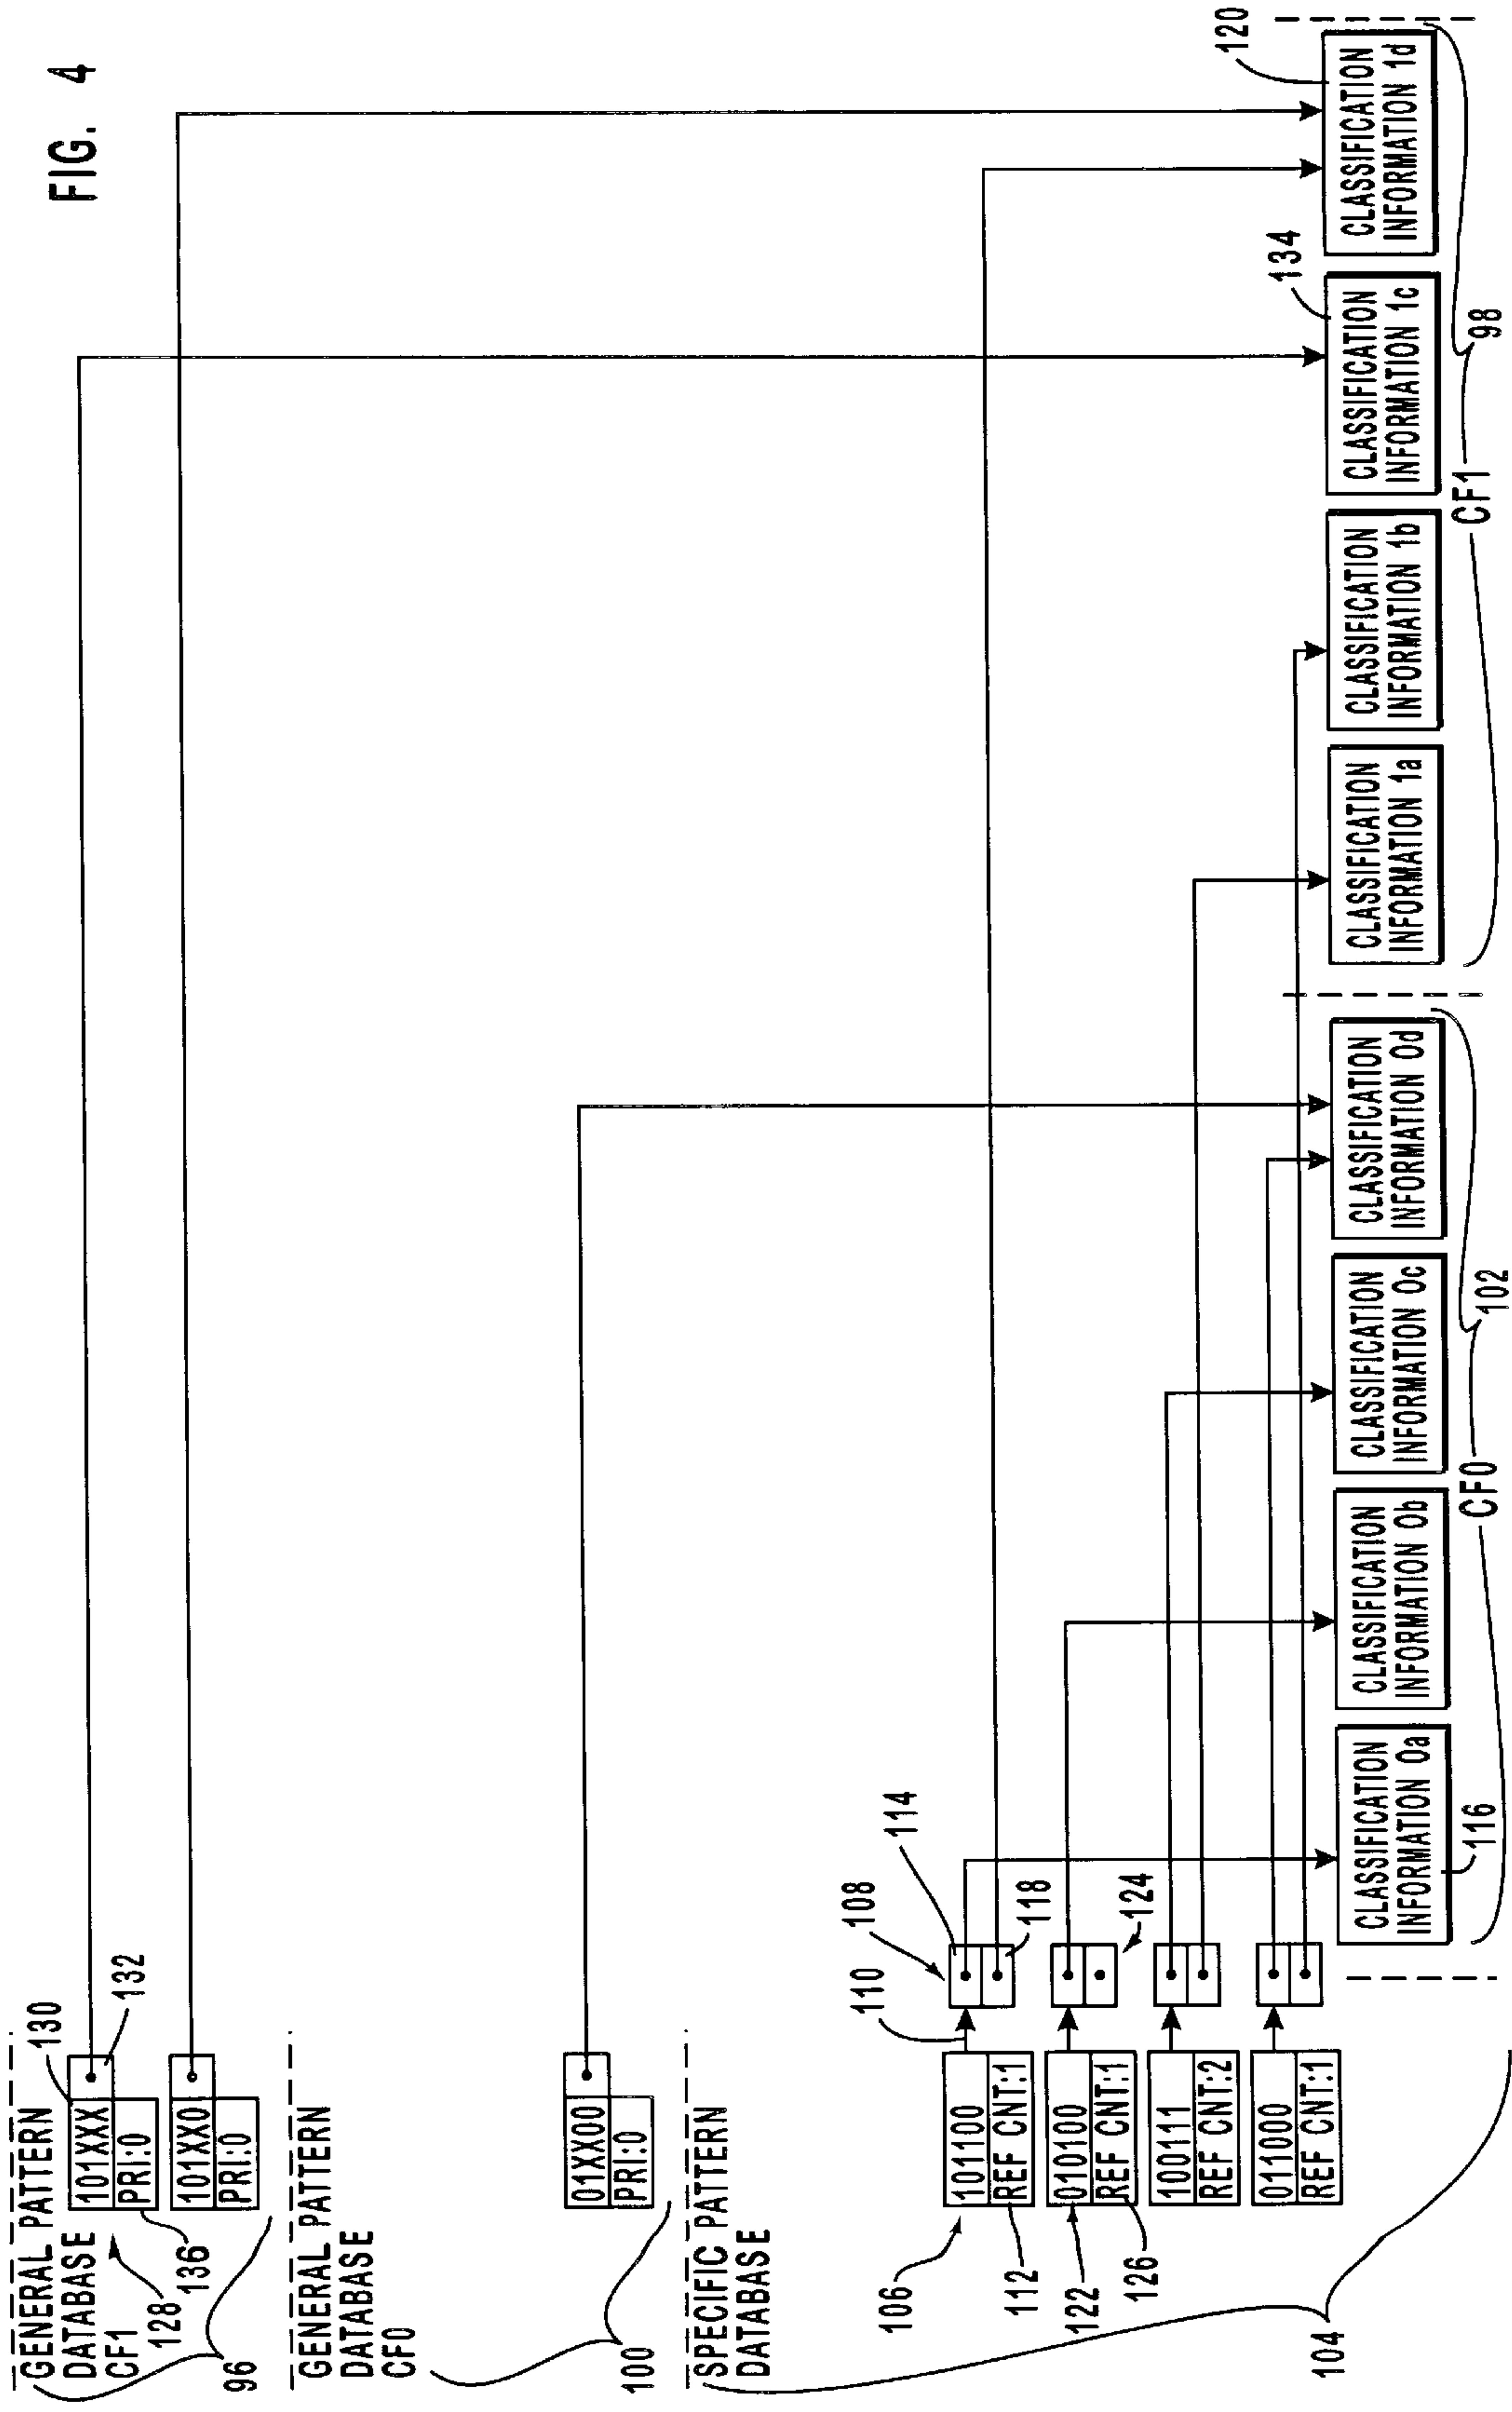 FIG. 4
GENERAL PATTERN
DATABASE
CF1
128
136
96
130
101XXX
PRI:0
132
101XX0
PRI:0
GENERAL PATTERN
DATABASE
CF0
100
01XX00
PRI:0
SPECIFIC PATTERN
DATABASE
104
106
112
122
126
101100
REF CNT:1
010100
REF CNT:1
100111
REF CNT:2
011000
REF CNT:1
110
108
114
118
124
CLASSIFICATION
INFORMATION 0a
116
CLASSIFICATION
INFORMATION 0b
CLASSIFICATION
INFORMATION 0c
CLASSIFICATION
INFORMATION 0d
CF0
102
CLASSIFICATION
INFORMATION 1a
CLASSIFICATION
INFORMATION 1b
CLASSIFICATION
INFORMATION 1c
134
CLASSIFICATION
INFORMATION 1d
120
CF1
98